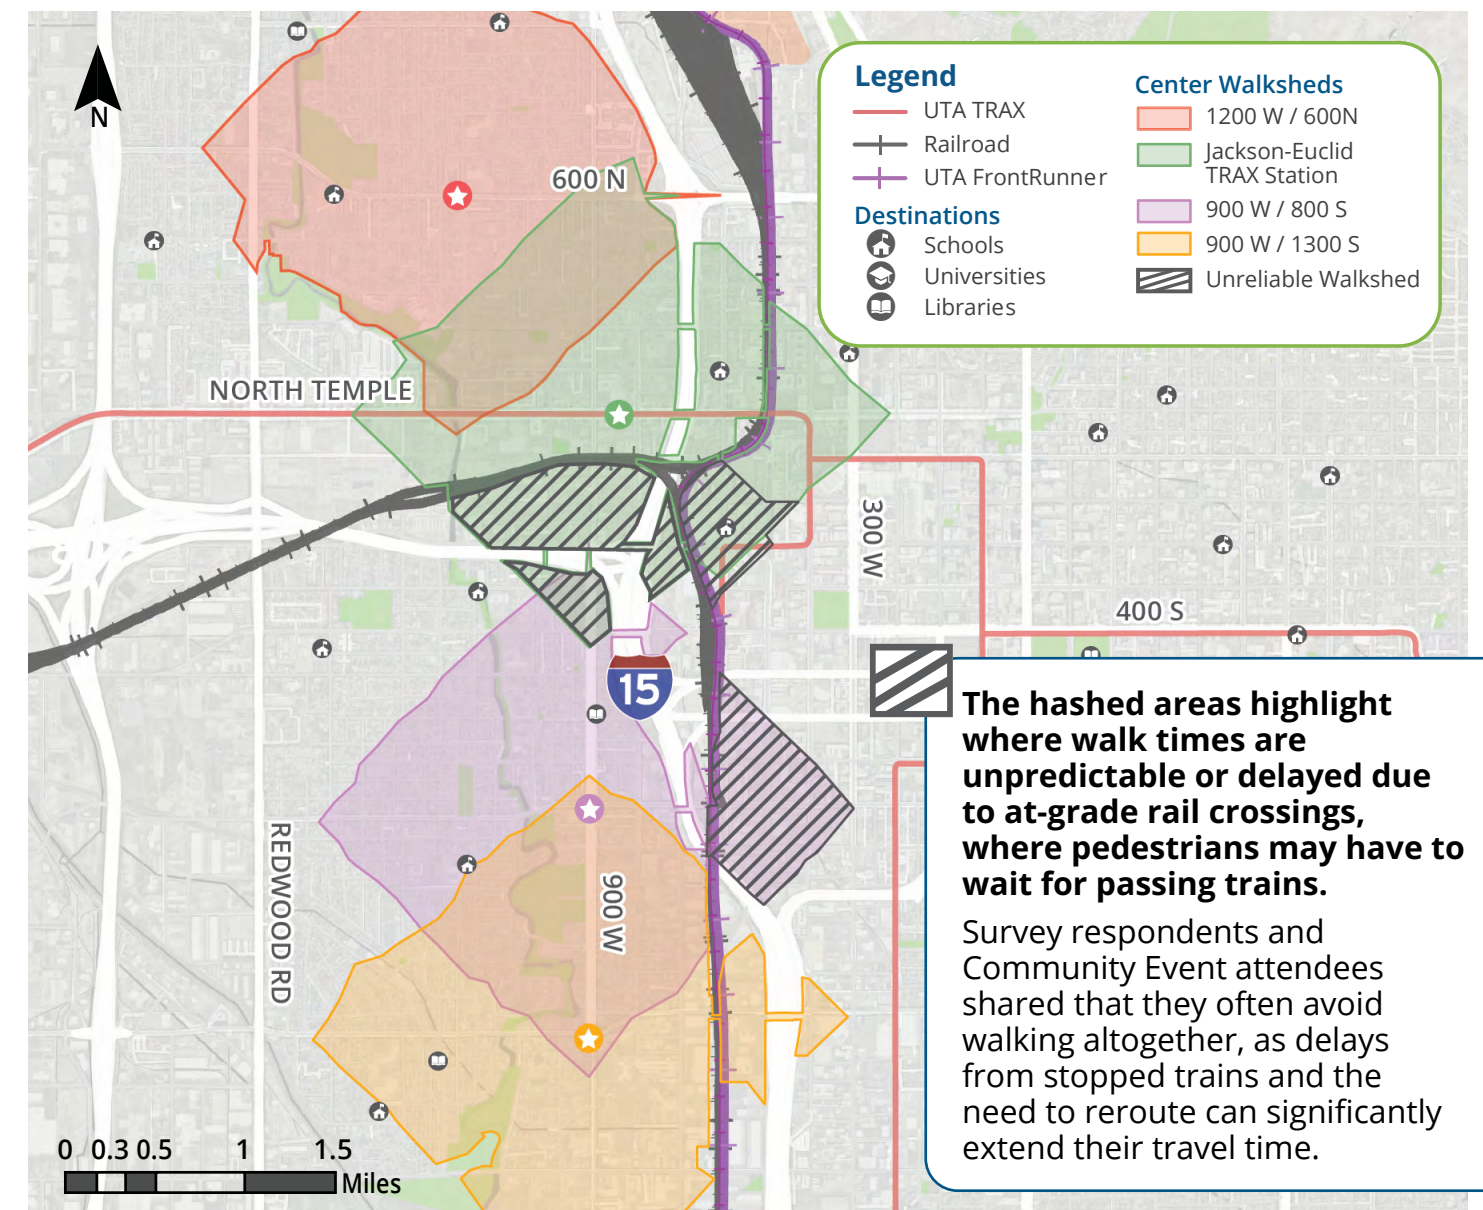 N
600 N
NORTH TEMPLE
300 W
400 S
15
REDWOOD RD
900 W
0 0.3 0.5 1 1.5
Miles
Legend
UTA TRAX
Railroad
UTA FrontRunner
Destinations
Schools
Universities
Libraries
Center Walksheds
1200 W / 600N
Jackson-Euclid
TRAX Station
900 W / 800 S
900 W / 1300 S
Unreliable Walkshed
The hashed areas highlight
where walk times are
unpredictable or delayed due
to at-grade rail crossings,
where pedestrians may have to
wait for passing trains.
Survey respondents and
Community Event attendees
shared that they often avoid
walking altogether, as delays
from stopped trains and the
need to reroute can significantly
extend their travel time.